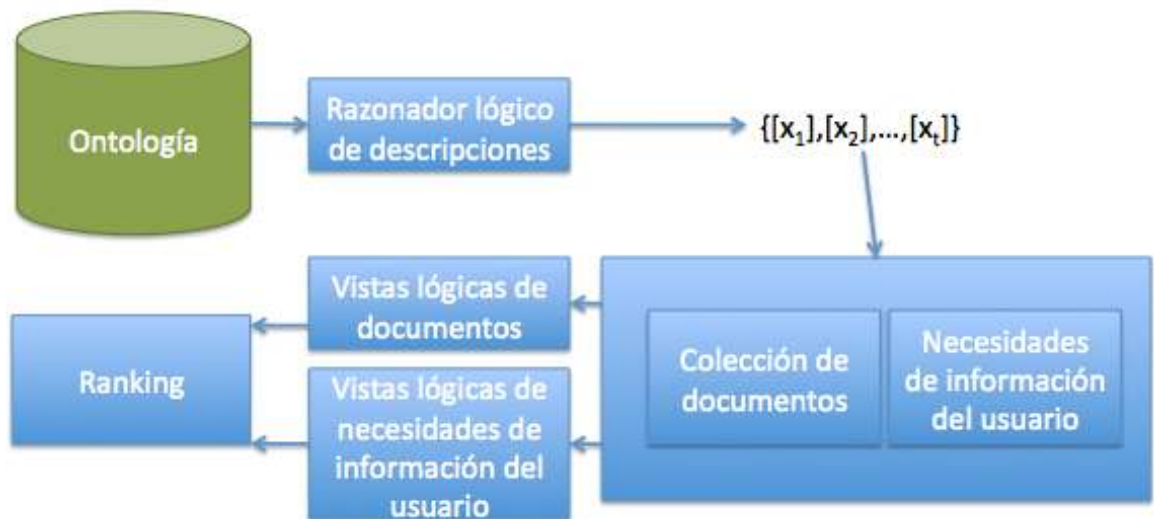 Ontología
Razonador lógico
de descripciones
{[x₁],[x₂],...,[xₜ]}
Vistas lógicas de
documentos
Ranking
Vistas lógicas de
necesidades de
información del
usuario
Colección de
documentos
Necesidades
de información
del usuario